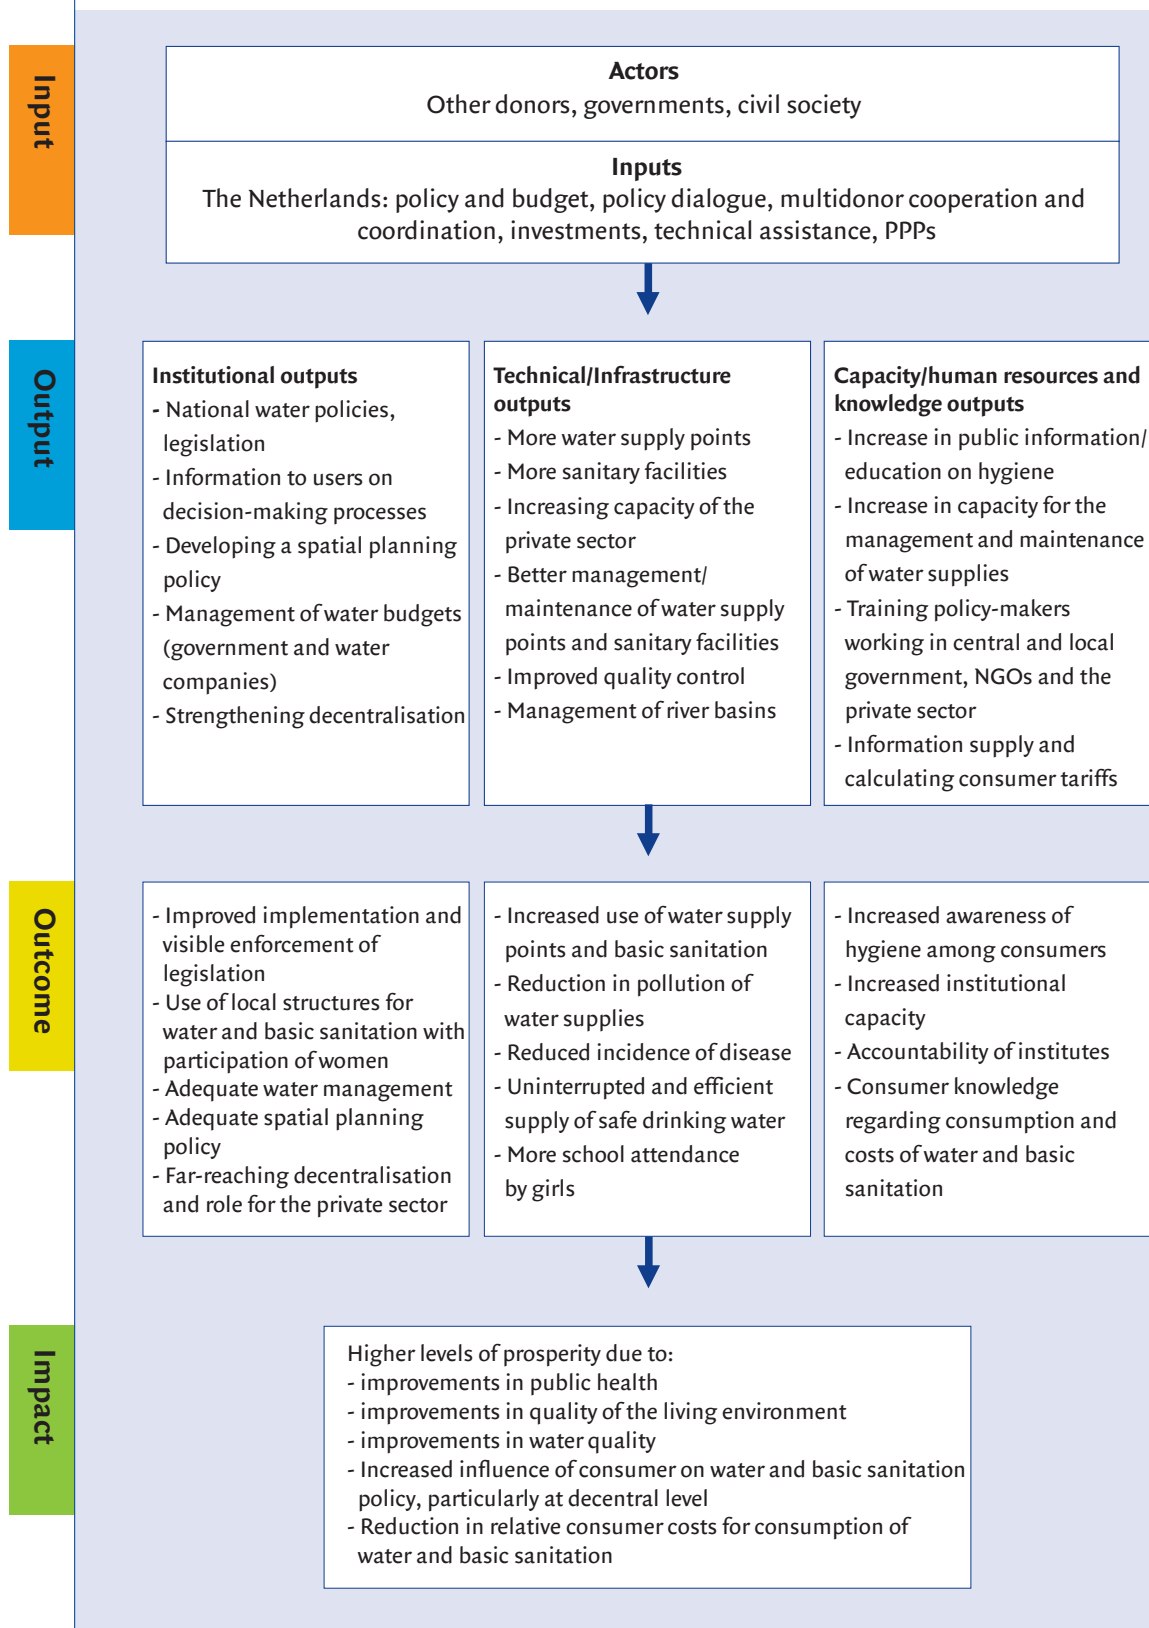 Input
Actors
Other donors, governments, civil society
Inputs
The Netherlands: policy and budget, policy dialogue, multidonor cooperation and
coordination, investments, technical assistance, PPPs
Output
Institutional outputs
- National water policies,
legislation
- Information to users on
decision-making processes
- Developing a spatial planning
policy
- Management of water budgets
(government and water
companies)
- Strengthening decentralisation
Technical/Infrastructure
outputs
- More water supply points
- More sanitary facilities
- Increasing capacity of the
private sector
- Better management/
maintenance of water supply
points and sanitary facilities
- Improved quality control
- Management of river basins
Capacity/human resources and
knowledge outputs
- Increase in public information/
education on hygiene
- Increase in capacity for the
management and maintenance
of water supplies
- Training policy-makers
working in central and local
government, NGOs and the
private sector
- Information supply and
calculating consumer tariffs
Outcome
- Improved implementation and
visible enforcement of
legislation
- Use of local structures for
water and basic sanitation with
participation of women
- Adequate water management
- Adequate spatial planning
policy
- Far-reaching decentralisation
and role for the private sector
- Increased use of water supply
points and basic sanitation
- Reduction in pollution of
water supplies
- Reduced incidence of disease
- Uninterrupted and efficient
supply of safe drinking water
- More school attendance
by girls
- Increased awareness of
hygiene among consumers
- Increased institutional
capacity
- Accountability of institutes
- Consumer knowledge
regarding consumption and
costs of water and basic
sanitation
Impact
Higher levels of prosperity due to:
- improvements in public health
- improvements in quality of the living environment
- improvements in water quality
- Increased influence of consumer on water and basic sanitation
policy, particularly at decentral level
- Reduction in relative consumer costs for consumption of
water and basic sanitation